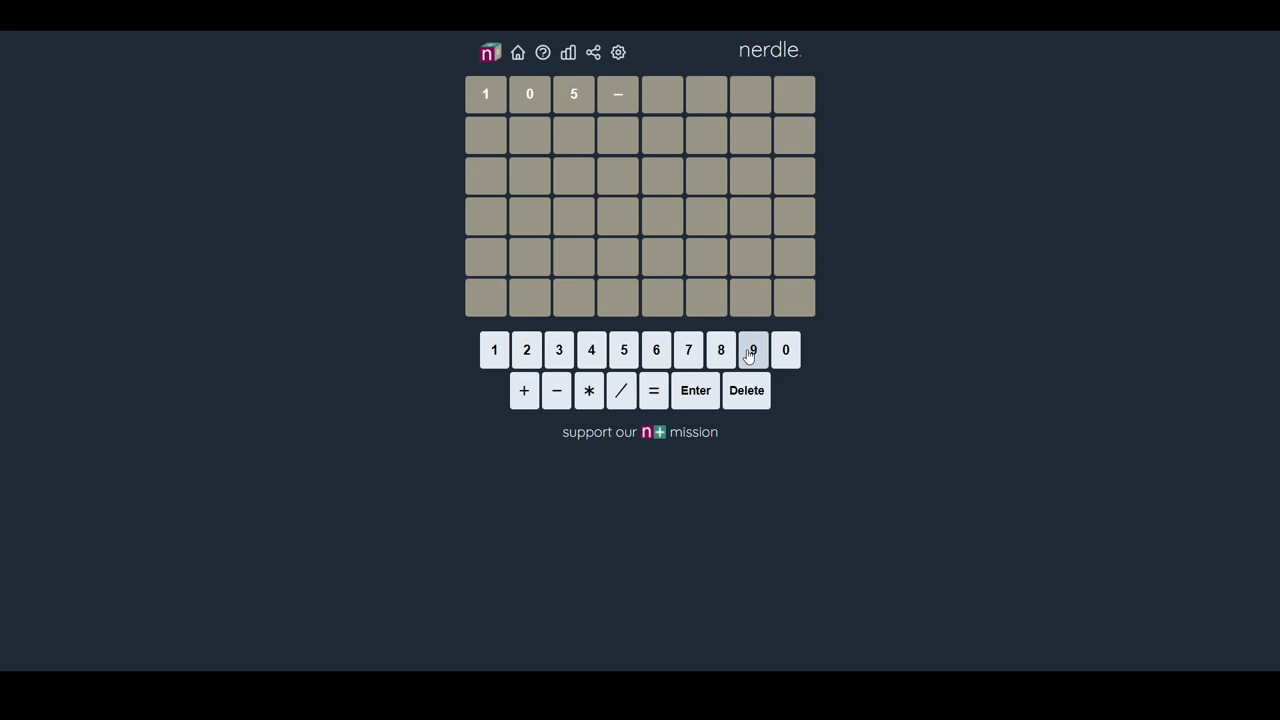 n
nerdle.
1 0 5 −
1 2 3 4 5 6 7 8 9 0
+ − * / = Enter Delete
support our n+ mission